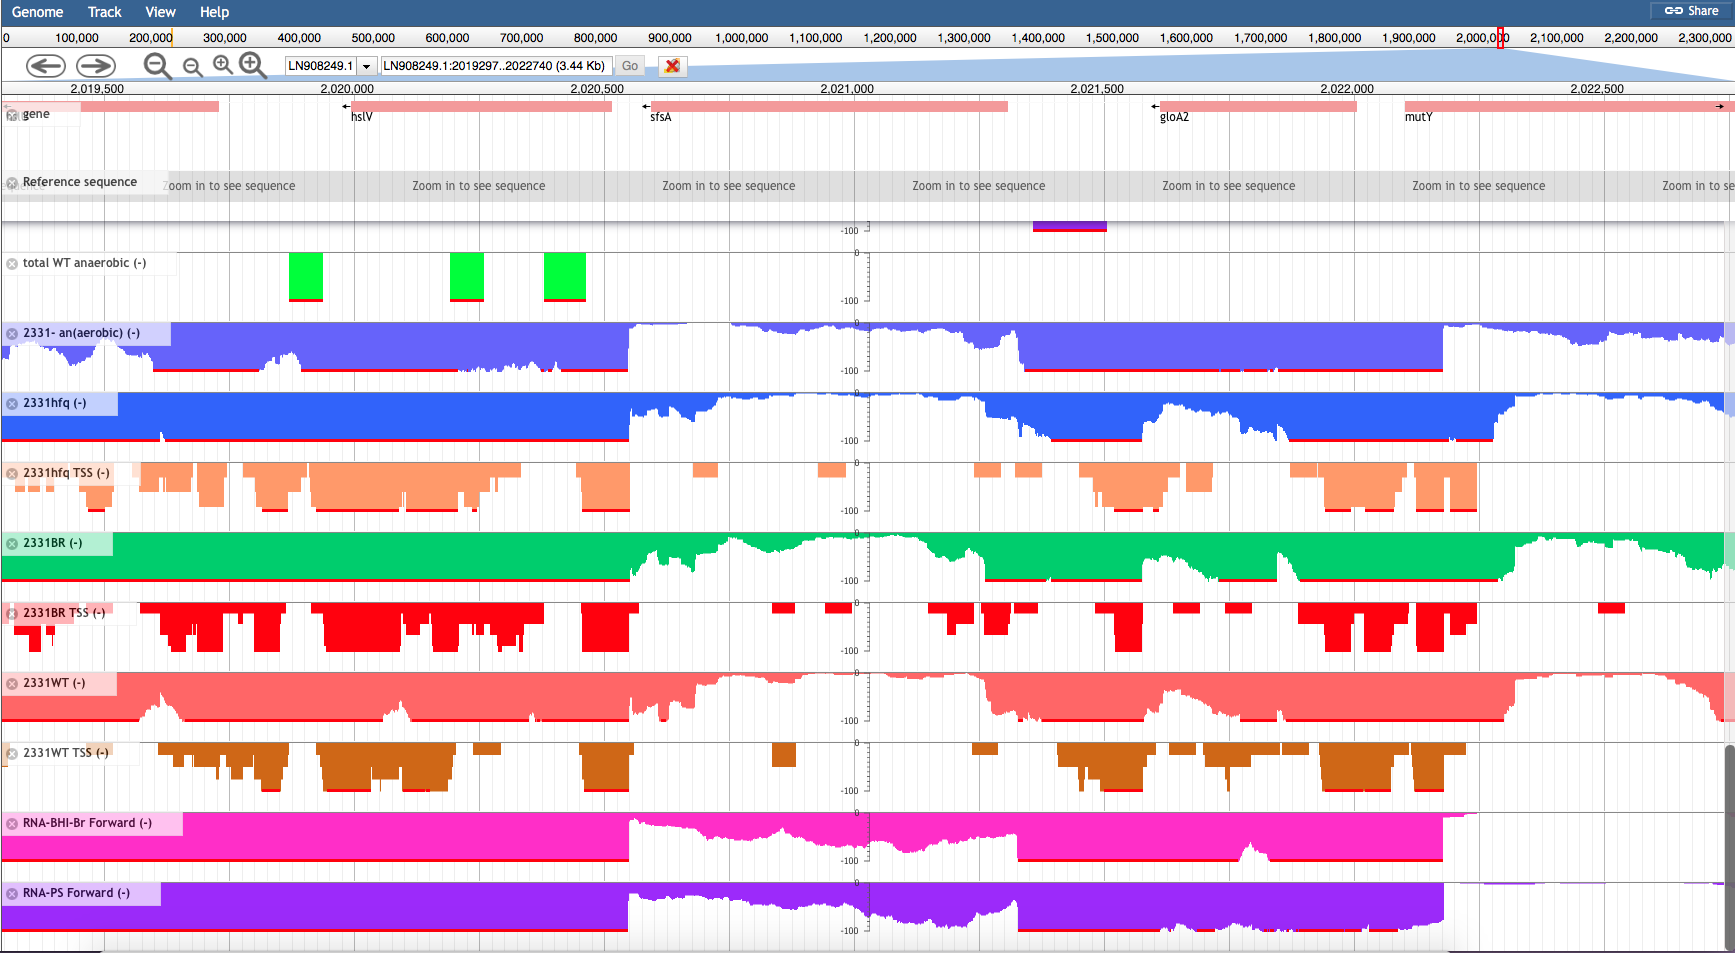 Genome Track View Help Share
0 100,000 200,000 300,000 400,000 500,000 600,000 700,000 800,000 900,000 1,000,000 1,100,000 1,200,000 1,300,000 1,400,000 1,500,000 1,600,000 1,700,000 1,800,000 1,900,000 2,000,000 2,100,000 2,200,000 2,300,000
LN908249.1 LN908249.1:2019297..2022740 (3.44 Kb) Go
2,019,500 2,020,000 2,020,500 2,021,000 2,021,500 2,022,000 2,022,500
gene
hslV sfsA gloA2 mutY
Reference sequence
Zoom in to see sequence Zoom in to see sequence Zoom in to see sequence Zoom in to see sequence Zoom in to see sequence Zoom in to see sequence Zoom in to se
-100
0
total WT anaerobic (-)
-100
0
2331- an(aerobic) (-)
-100
0
2331hfq (-)
-100
0
2331hfq TSS (-)
-100
0
2331BR (-)
-100
0
2331BR TSS (-)
-100
0
2331WT (-)
-100
0
2331WT TSS (-)
-100
0
RNA-BHI-Br Forward (-)
-100
0
RNA-PS Forward (-)
-100